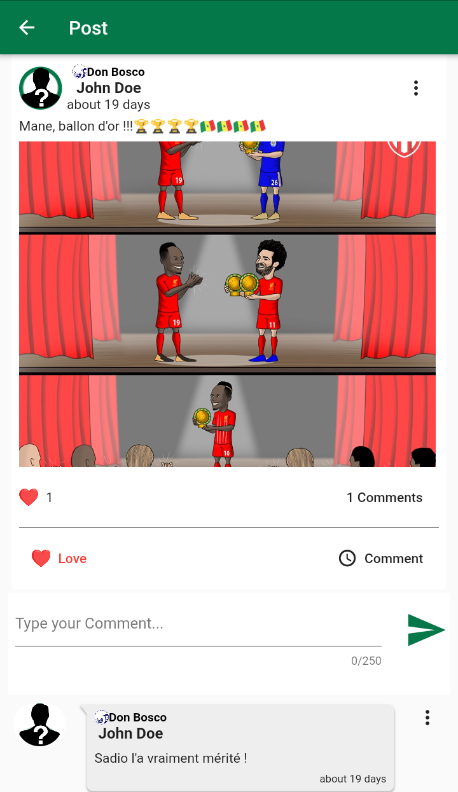 Post
Don Bosco
John Doe
about 19 days
Mane, ballon d'or !!!🏆🏆🏆🏆🇸🇳🇸🇳🇸🇳🇸🇳
19
26
19
11
10
1
1 Comments
Love
Comment
Type your Comment...
0/250
Don Bosco
John Doe
Sadio l'a vraiment mérité !
about 19 days